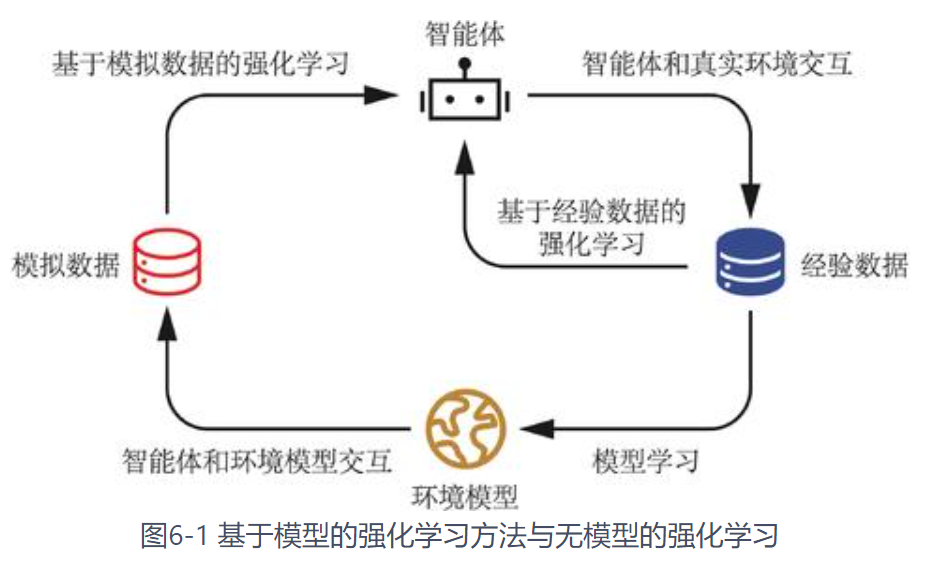 智能体
基于模拟数据的强化学习
智能体和真实环境交互
基于经验数据的
强化学习
模拟数据
经验数据
智能体和环境模型交互
模型学习
环境模型
图6-1 基于模型的强化学习方法与无模型的强化学习